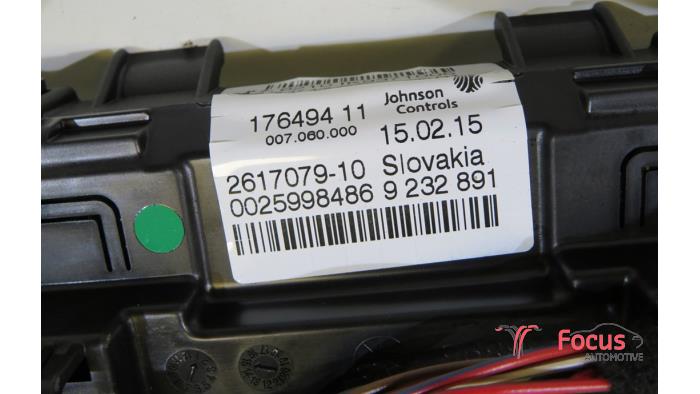 Johnson
Controls
176494 11
007.060.000
15.02.15
2617079-10 Slovakia
0025998486 9 232 891
Focus
AUTOMOTIVE